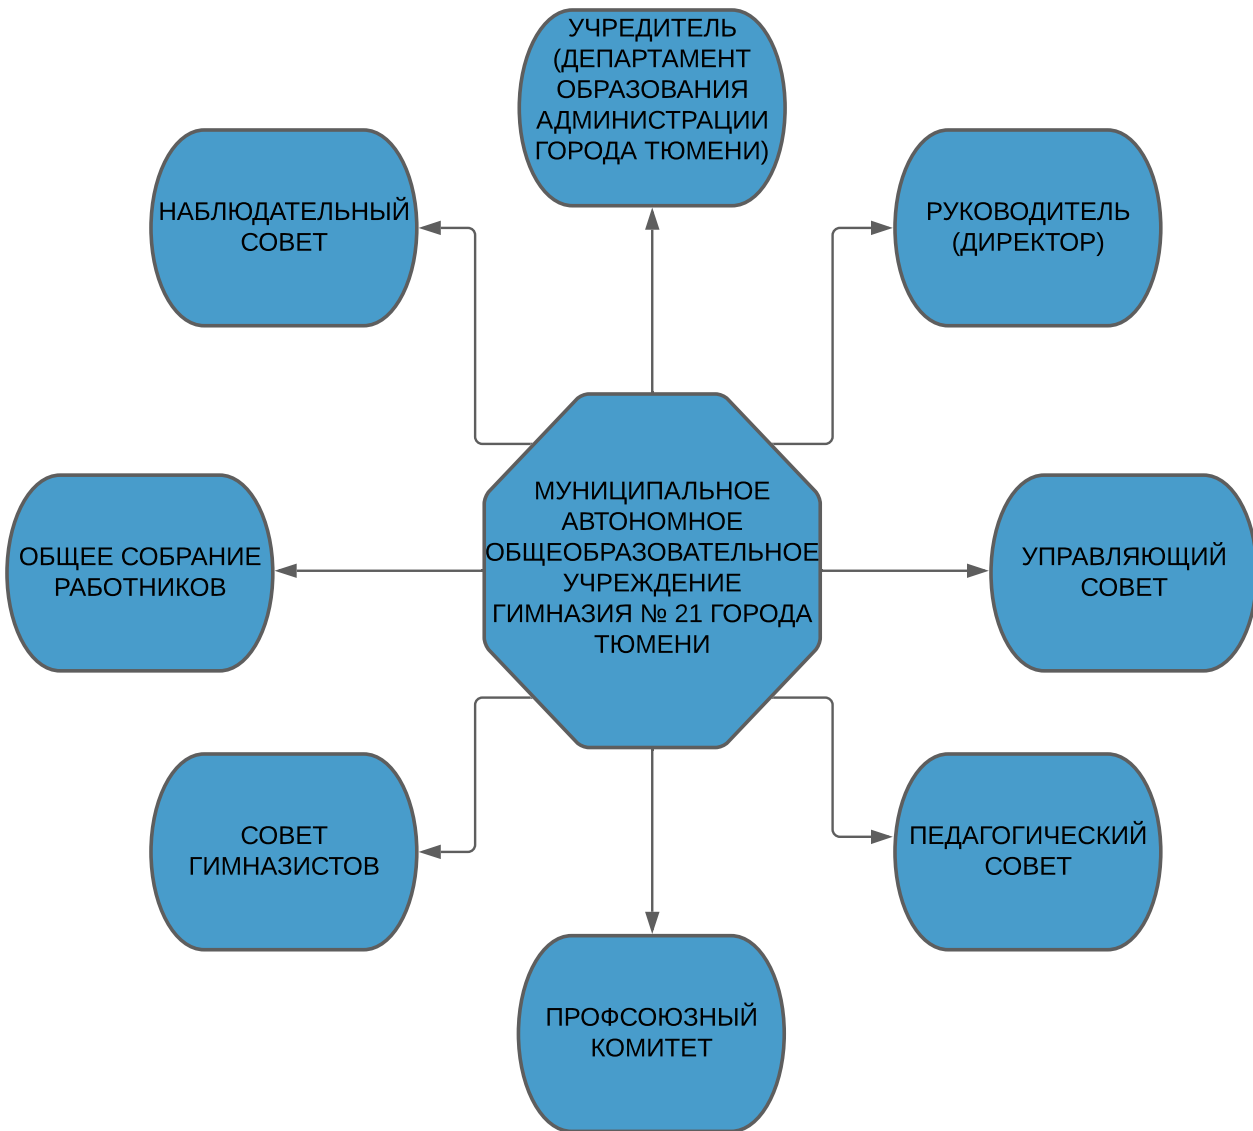 УЧРЕДИТЕЛЬ
(ДЕПАРТАМЕНТ
ОБРАЗОВАНИЯ
АДМИНИСТРАЦИИ
ГОРОДА ТЮМЕНИ)
НАБЛЮДАТЕЛЬНЫЙ
СОВЕТ
РУКОВОДИТЕЛЬ
(ДИРЕКТОР)
МУНИЦИПАЛЬНОЕ
АВТОНОМНОЕ
ОБЩЕОБРАЗОВАТЕЛЬНОЕ
УЧРЕЖДЕНИЕ
ГИМНАЗИЯ № 21 ГОРОДА
ТЮМЕНИ
ОБЩЕЕ СОБРАНИЕ
РАБОТНИКОВ
УПРАВЛЯЮЩИЙ
СОВЕТ
СОВЕТ
ГИМНАЗИСТОВ
ПЕДАГОГИЧЕСКИЙ
СОВЕТ
ПРОФСОЮЗНЫЙ
КОМИТЕТ